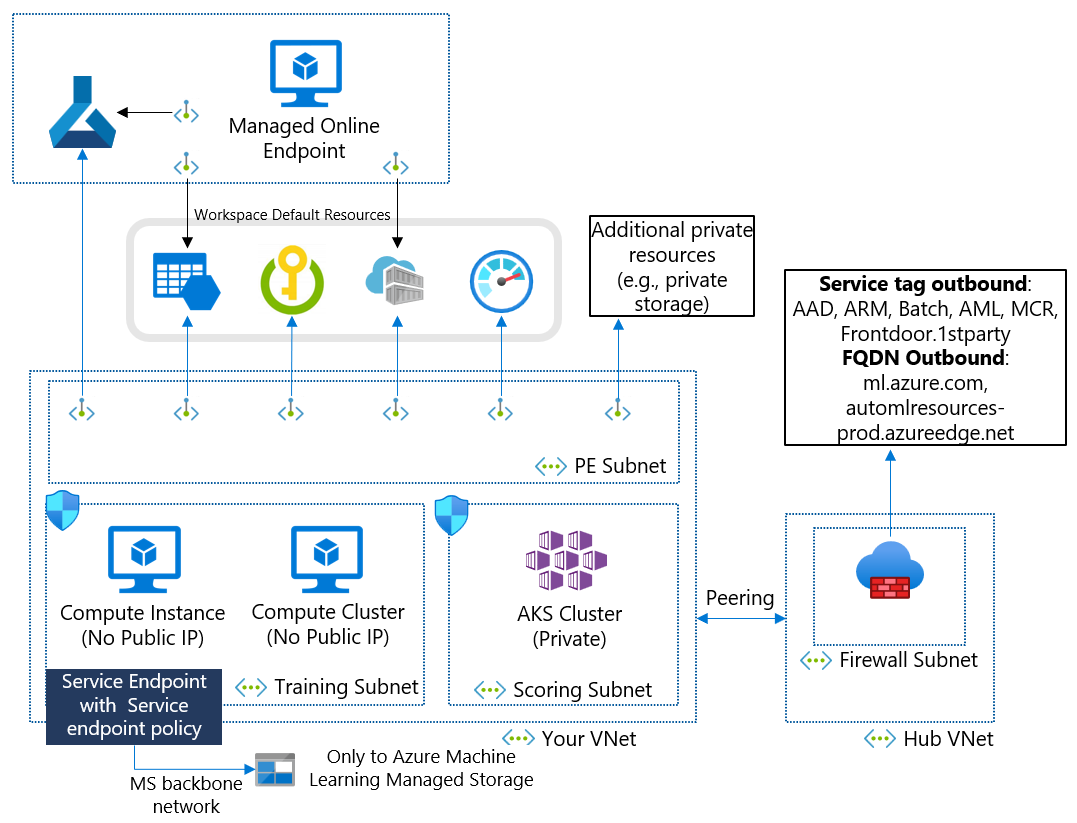 Managed Online
Endpoint
Workspace Default Resources
Additional private
resources
(e.g., private
storage)
Service tag outbound:
AAD, ARM, Batch, AML, MCR,
Frontdoor.1stparty
FQDN Outbound:
ml.azure.com,
automlresources-
prod.azureedge.net
PE Subnet
Compute Instance
(No Public IP)
Compute Cluster
(No Public IP)
AKS Cluster
(Private)
Peering
Firewall Subnet
Service Endpoint
with Service
endpoint policy
Training Subnet
Scoring Subnet
Your VNet
Hub VNet
MS backbone
network
Only to Azure Machine
Learning Managed Storage